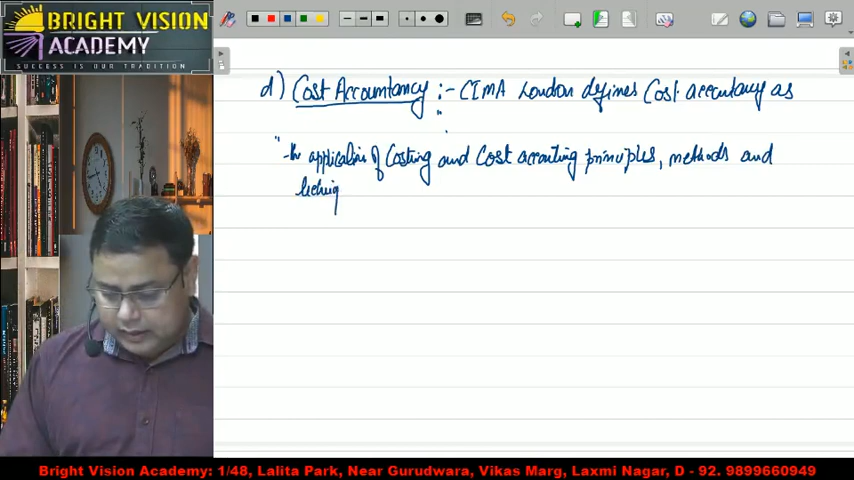 BRIGHT VISION
ACADEMY
SUCCESS IS OUR TRADITION
d) Cost Accountancy :- CIMA London defines Cost accountancy as
"the application of Costing and Cost accounting principles, methods and
techniq
Bright Vision Academy: 1/48, Lalita Park, Near Gurudwara, Vikas Marg, Laxmi Nagar, D - 92. 9899660949